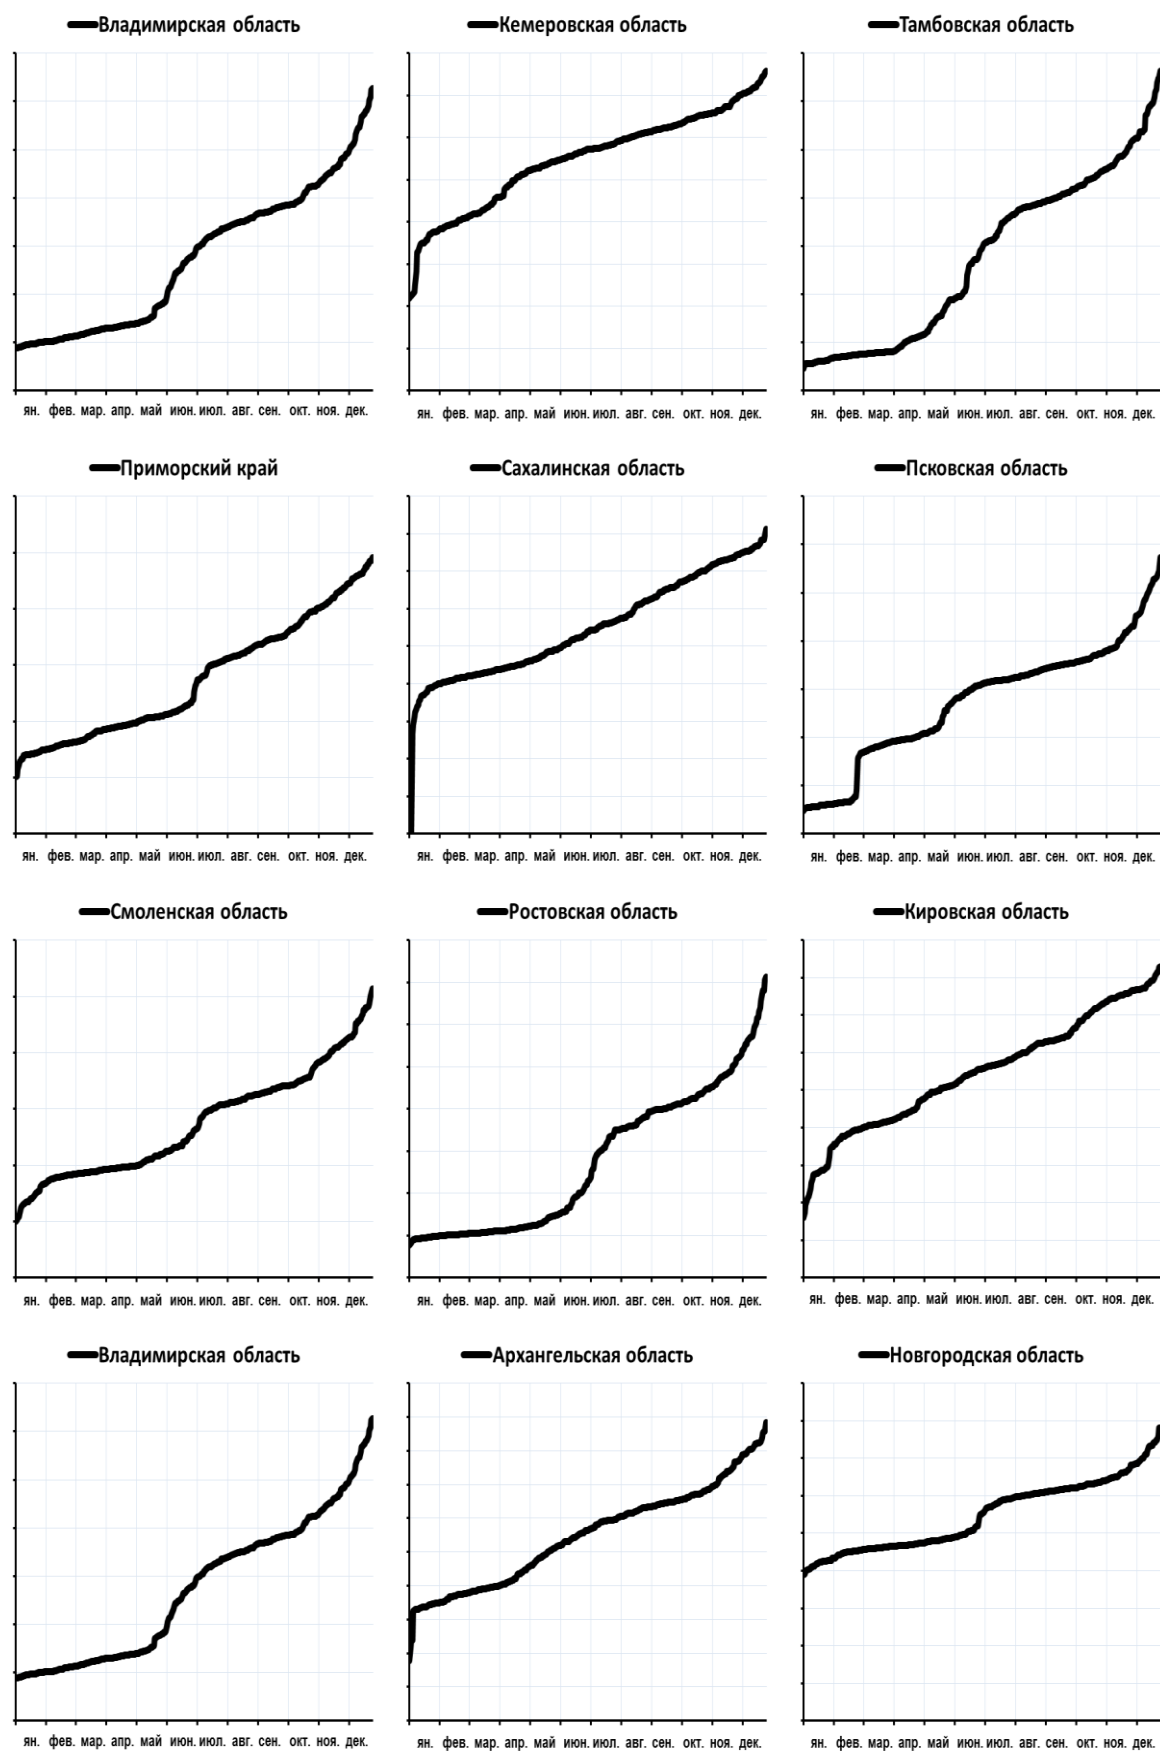 Владимирская область
Кемеровская область
Тамбовская область
ян. фев. мар. апр. май июн. июл. авг. сен. окт. ноя. дек.
ян. фев. мар. апр. май июн. июл. авг. сен. окт. ноя. дек.
ян. фев. мар. апр. май июн. июл. авг. сен. окт. ноя. дек.
Приморский край
Сахалинская область
Псковская область
ян. фев. мар. апр. май июн. июл. авг. сен. окт. ноя. дек.
ян. фев. мар. апр. май июн. июл. авг. сен. окт. ноя. дек.
ян. фев. мар. апр. май июн. июл. авг. сен. окт. ноя. дек.
Смоленская область
Ростовская область
Кировская область
ян. фев. мар. апр. май июн. июл. авг. сен. окт. ноя. дек.
ян. фев. мар. апр. май июн. июл. авг. сен. окт. ноя. дек.
ян. фев. мар. апр. май июн. июл. авг. сен. окт. ноя. дек.
Владимирская область
Архангельская область
Новгородская область
ян. фев. мар. апр. май июн. июл. авг. сен. окт. ноя. дек.
ян. фев. мар. апр. май июн. июл. авг. сен. окт. ноя. дек.
ян. фев. мар. апр. май июн. июл. авг. сен. окт. ноя. дек.